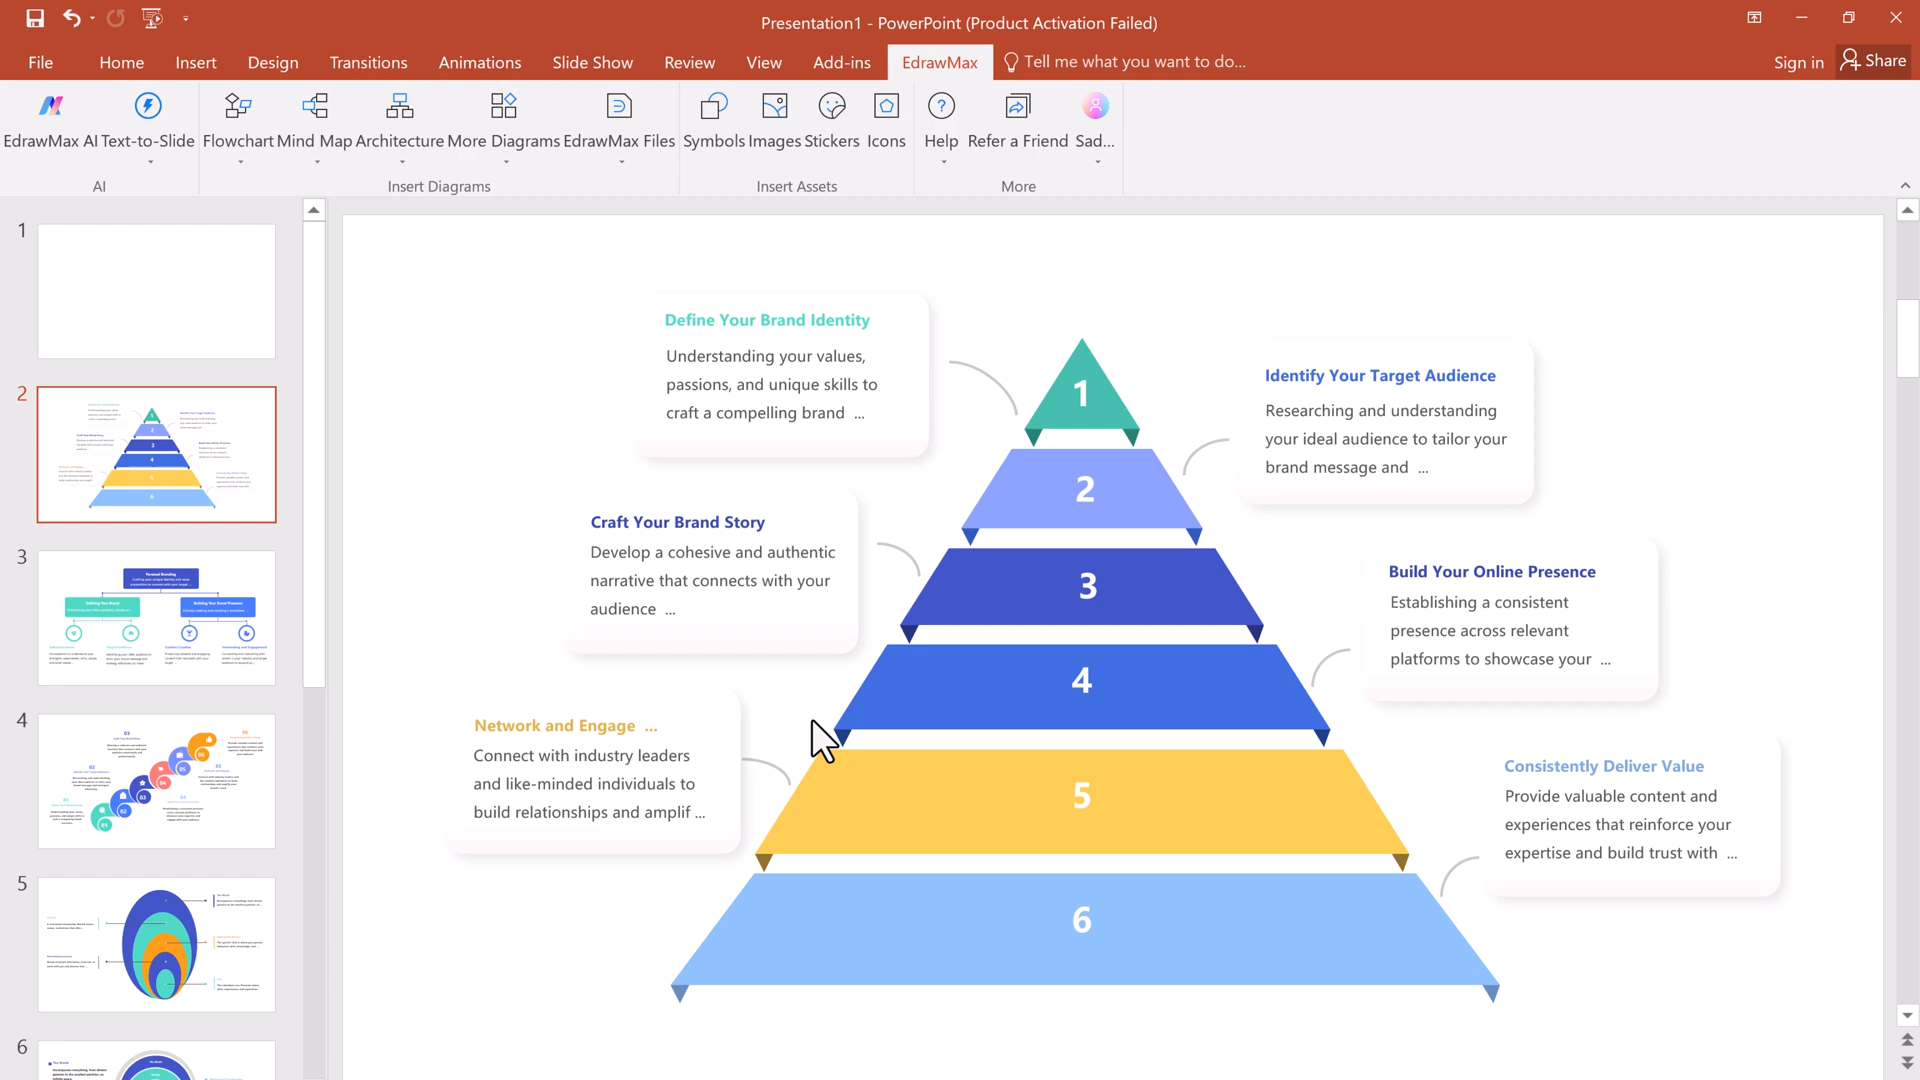 Presentation1 - PowerPoint (Product Activation Failed)
File Home Insert Design Transitions Animations Slide Show Review View Add-ins EdrawMax Tell me what you want to do... Sign in Share
EdrawMax AI Text-to-Slide Flowchart Mind Map Architecture More Diagrams EdrawMax Files Symbols Images Stickers Icons Help Refer a Friend Sad...
AI Insert Diagrams Insert Assets More
1
2
3
Personal Branding
4
5
6
Define Your Brand Identity
Understanding your values,
passions, and unique skills to
craft a compelling brand ...
Identify Your Target Audience
Researching and understanding
your ideal audience to tailor your
brand message and ...
Craft Your Brand Story
Develop a cohesive and authentic
narrative that connects with your
audience ...
Build Your Online Presence
Establishing a consistent
presence across relevant
platforms to showcase your ...
Network and Engage ...
Connect with industry leaders
and like-minded individuals to
build relationships and amplif ...
Consistently Deliver Value
Provide valuable content and
experiences that reinforce your
expertise and build trust with ...
1
2
3
4
5
6